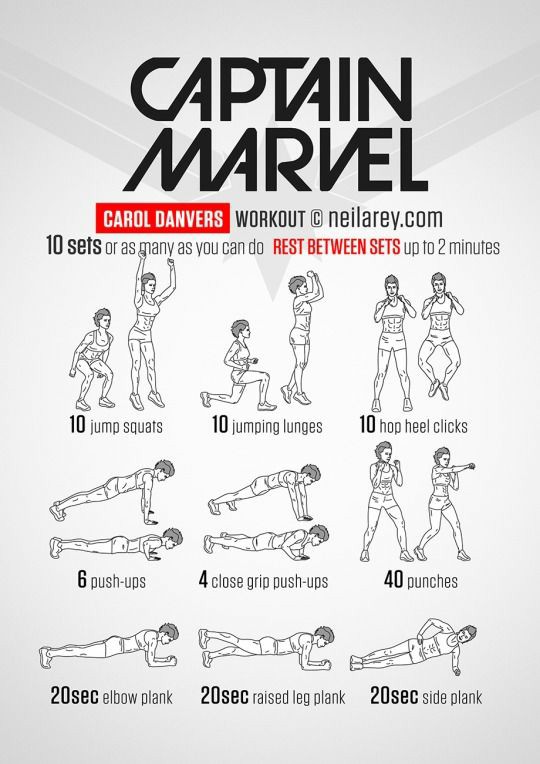 CAPTAIN
MARVEL
CAROL DANVERS WORKOUT © neilarey.com
10 sets or as many as you can do REST BETWEEN SETS up to 2 minutes
10 jump squats
10 jumping lunges
10 hop heel clicks
6 push-ups
4 close grip push-ups
40 punches
20sec elbow plank
20sec raised leg plank
20sec side plank